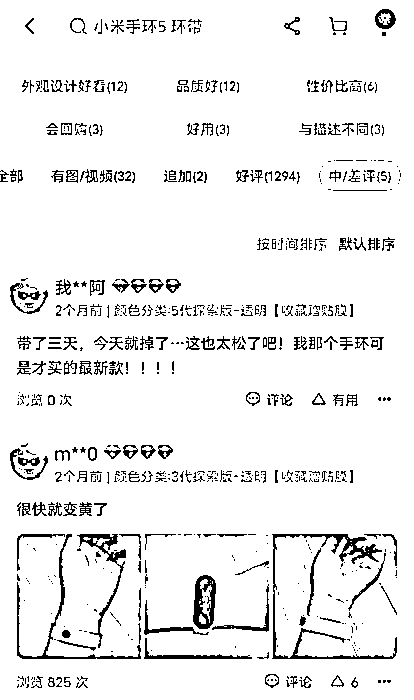 小米手环5 环带
外观设计好看(12) 品质好(12) 性价比高(6)
会回购(3) 好用(3) 与描述不同(3)
全部 有图/视频(32) 追加(2) 好评(1294) 中/差评(5)
按时间排序 默认排序
我**阿
2个月前 | 颜色分类:5代探索版-透明【收藏赠贴膜】
带了三天，今天就掉了…这也太松了吧！我那个手环可
是才买的最新款！！！！
浏览 0 次 评论 有用
m**0
2个月前 | 颜色分类:3代探索版-透明【收藏赠贴膜】
很快就变黄了
浏览 825 次 评论 6